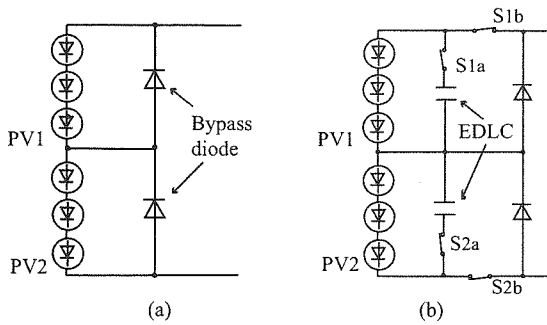 S1b
S1a
PV1
Bypass
diode
PV1
EDLC
S2a
PV2
PV2
S2b
(a)
(b)